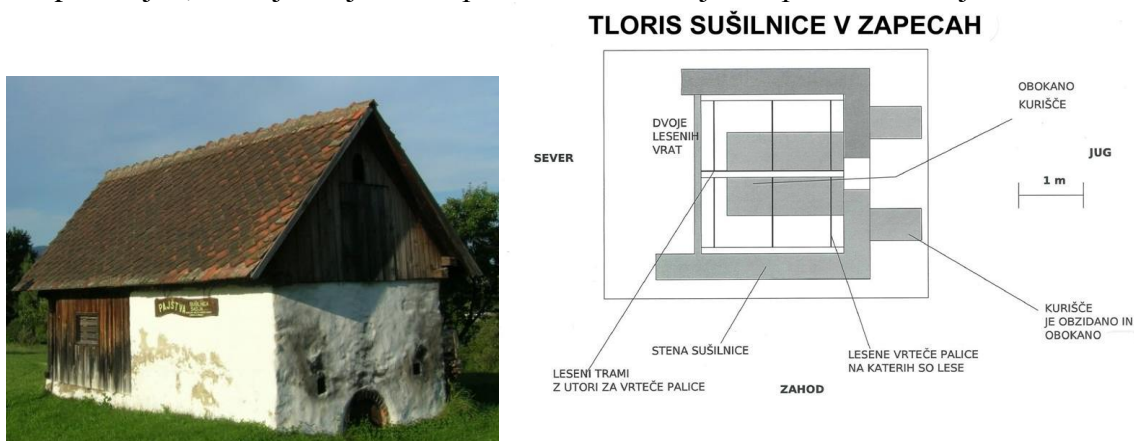 TLORIS SUŠILNICE V ZAPECAH
OBOKANO
KURIŠČE
DVOJE
LESENIH
VRAT
SEVER
JUG
1 m
PAJŠTVA
KURIŠČE
JE OBZIDANO IN
OBOKANO
STENA SUŠILNICE
LESENE VRTEČE PALICE
NA KATERIH SO LESE
LESENI TRAMI
Z UTORI ZA VRTEČE PALICE
ZAHOD